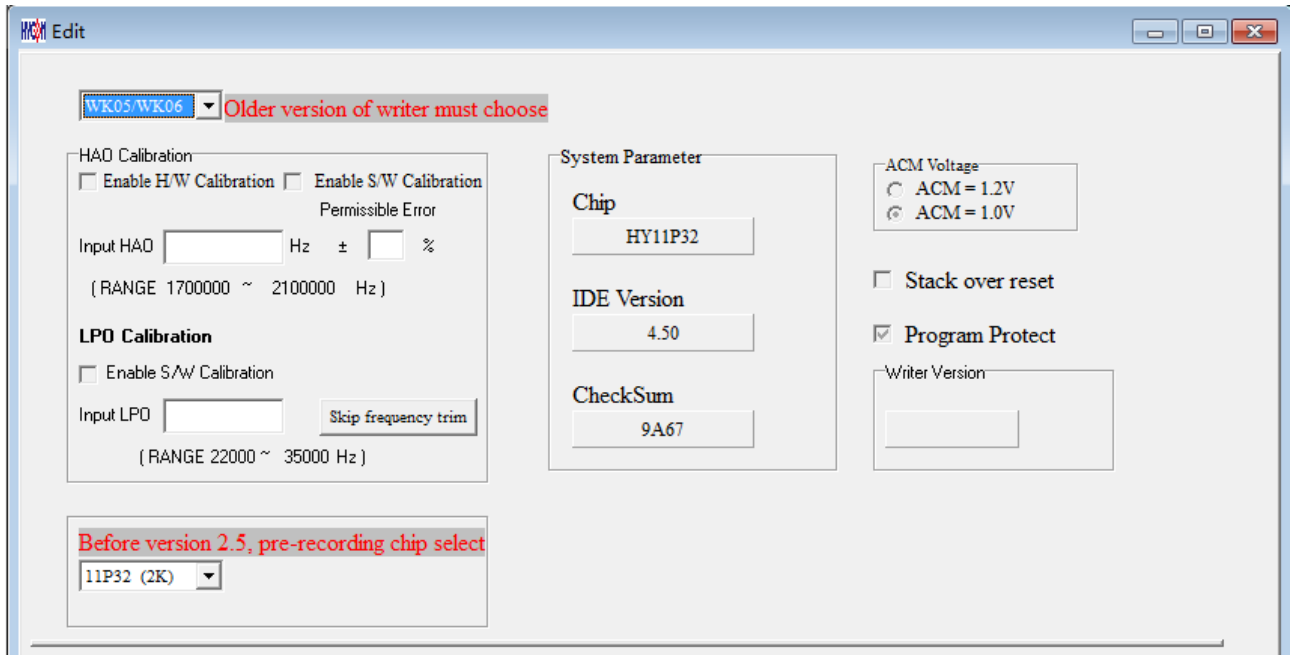 HYCON Edit
WK05/WK06 Older version of writer must choose
HAO Calibration
Enable H/W Calibration Enable S/W Calibration
Permissible Error
Input HAO Hz ± %
( RANGE 1700000 ~ 2100000 Hz )
LPO Calibration
Enable S/W Calibration
Input LPO Skip frequency trim
( RANGE 22000 ~ 35000 Hz )
Before version 2.5, pre-recording chip select
11P32 (2K)
System Parameter
Chip
HY11P32
IDE Version
4.50
CheckSum
9A67
ACM Voltage
ACM = 1.2V
ACM = 1.0V
Stack over reset
Program Protect
Writer Version